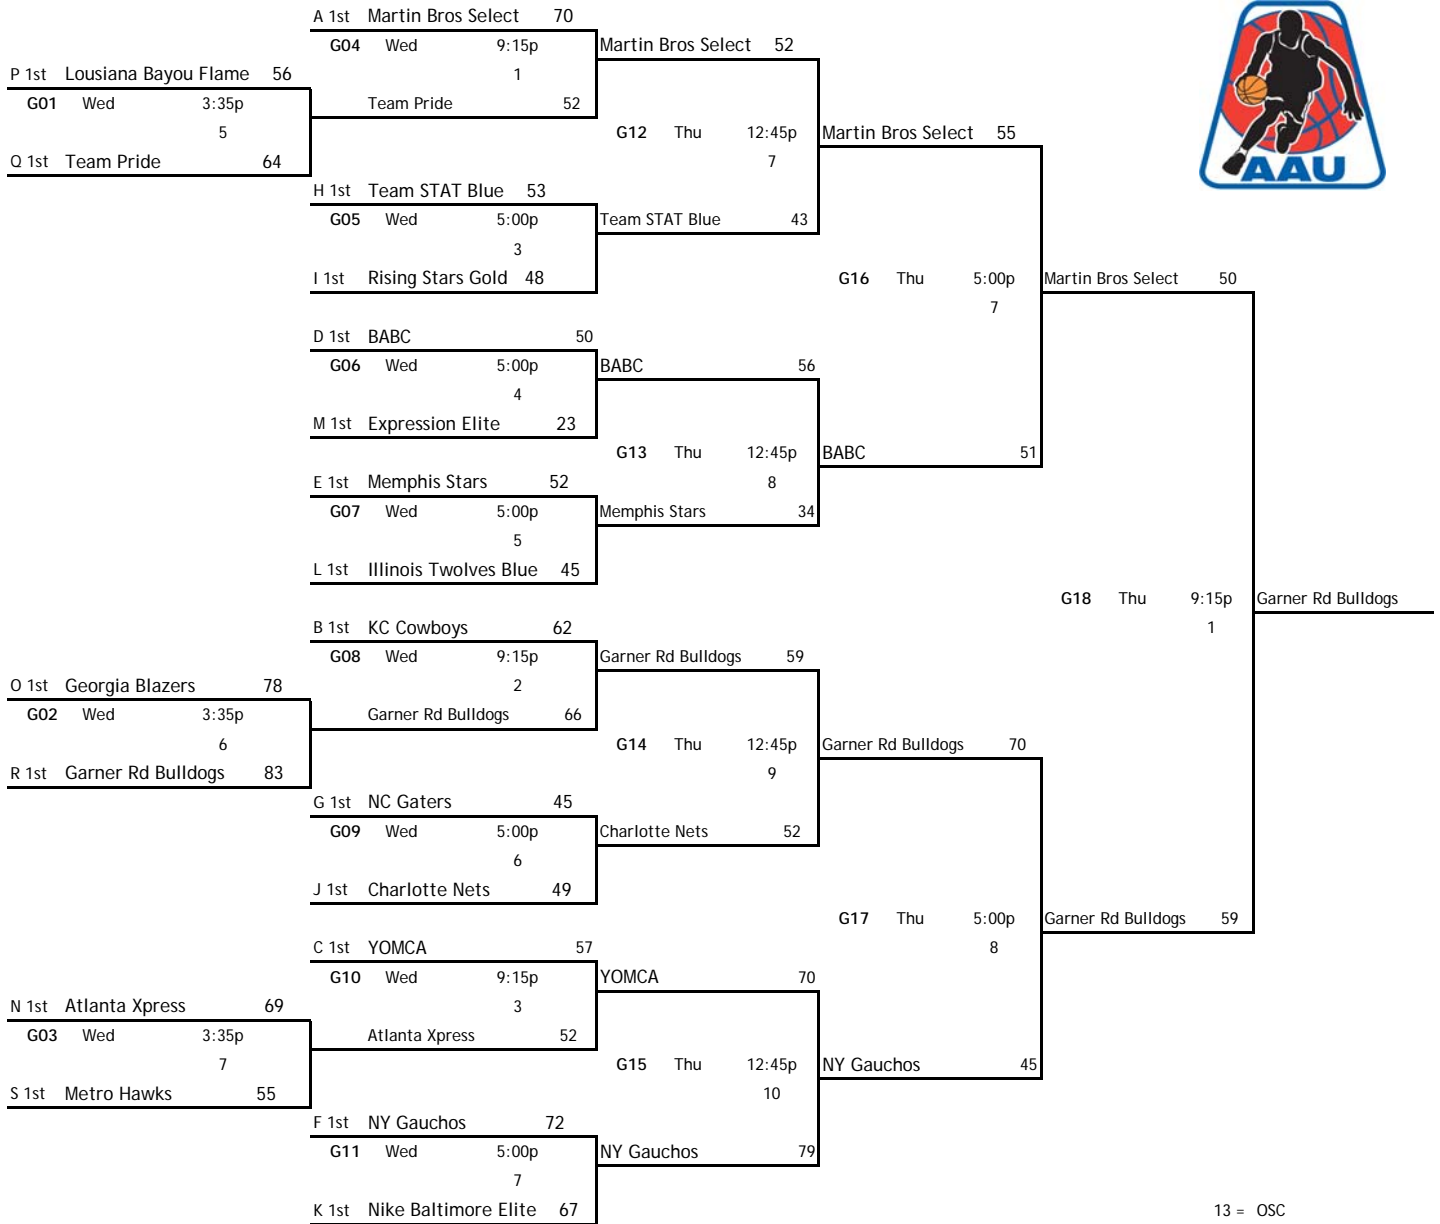 A 1st Martin Bros Select 70
G04 Wed 9:15p Martin Bros Select 52
P 1st Lousiana Bayou Flame 56 1
G01 Wed 3:35p Team Pride 52
5 G12 Thu 12:45p Martin Bros Select 55
Q 1st Team Pride 64 7
H 1st Team STAT Blue 53
G05 Wed 5:00p Team STAT Blue 43
3
I 1st Rising Stars Gold 48 G16 Thu 5:00p Martin Bros Select 50
7
D 1st BABC 50
G06 Wed 5:00p BABC 56
4
M 1st Expression Elite 23
G13 Thu 12:45p BABC 51
E 1st Memphis Stars 52 8
G07 Wed 5:00p Memphis Stars 34
5
L 1st Illinois Twolves Blue 45
G18 Thu 9:15p Garner Rd Bulldogs
B 1st KC Cowboys 62 1
G08 Wed 9:15p Garner Rd Bulldogs 59
O 1st Georgia Blazers 78 2
G02 Wed 3:35p Garner Rd Bulldogs 66
6 G14 Thu 12:45p Garner Rd Bulldogs 70
R 1st Garner Rd Bulldogs 83 9
G 1st NC Gaters 45
G09 Wed 5:00p Charlotte Nets 52
6
J 1st Charlotte Nets 49
G17 Thu 5:00p Garner Rd Bulldogs 59
C 1st YOMCA 57 8
G10 Wed 9:15p YOMCA 70
N 1st Atlanta Xpress 69 3
G03 Wed 3:35p Atlanta Xpress 52
7 G15 Thu 12:45p NY Gauchos 45
S 1st Metro Hawks 55 10
F 1st NY Gauchos 72
G11 Wed 5:00p NY Gauchos 79
7
K 1st Nike Baltimore Elite 67 13 = OSC
AAU